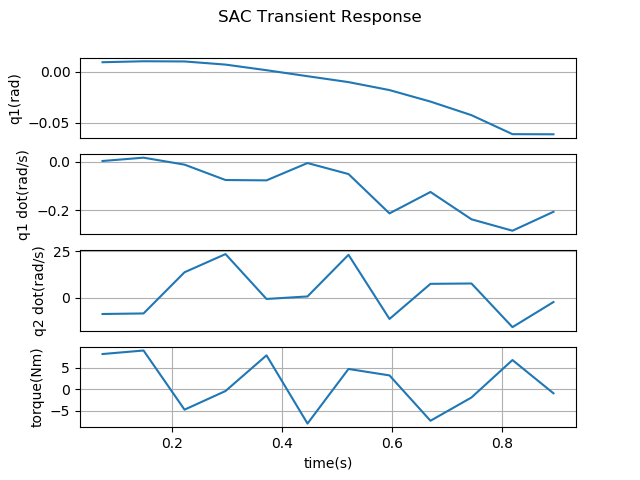 SAC Transient Response
q1(rad)
0.00
−0.05
q1 dot(rad/s)
0.0
−0.2
q2 dot(rad/s)
25
0
torque(Nm)
5
0
−5
0.2 0.4 0.6 0.8
time(s)